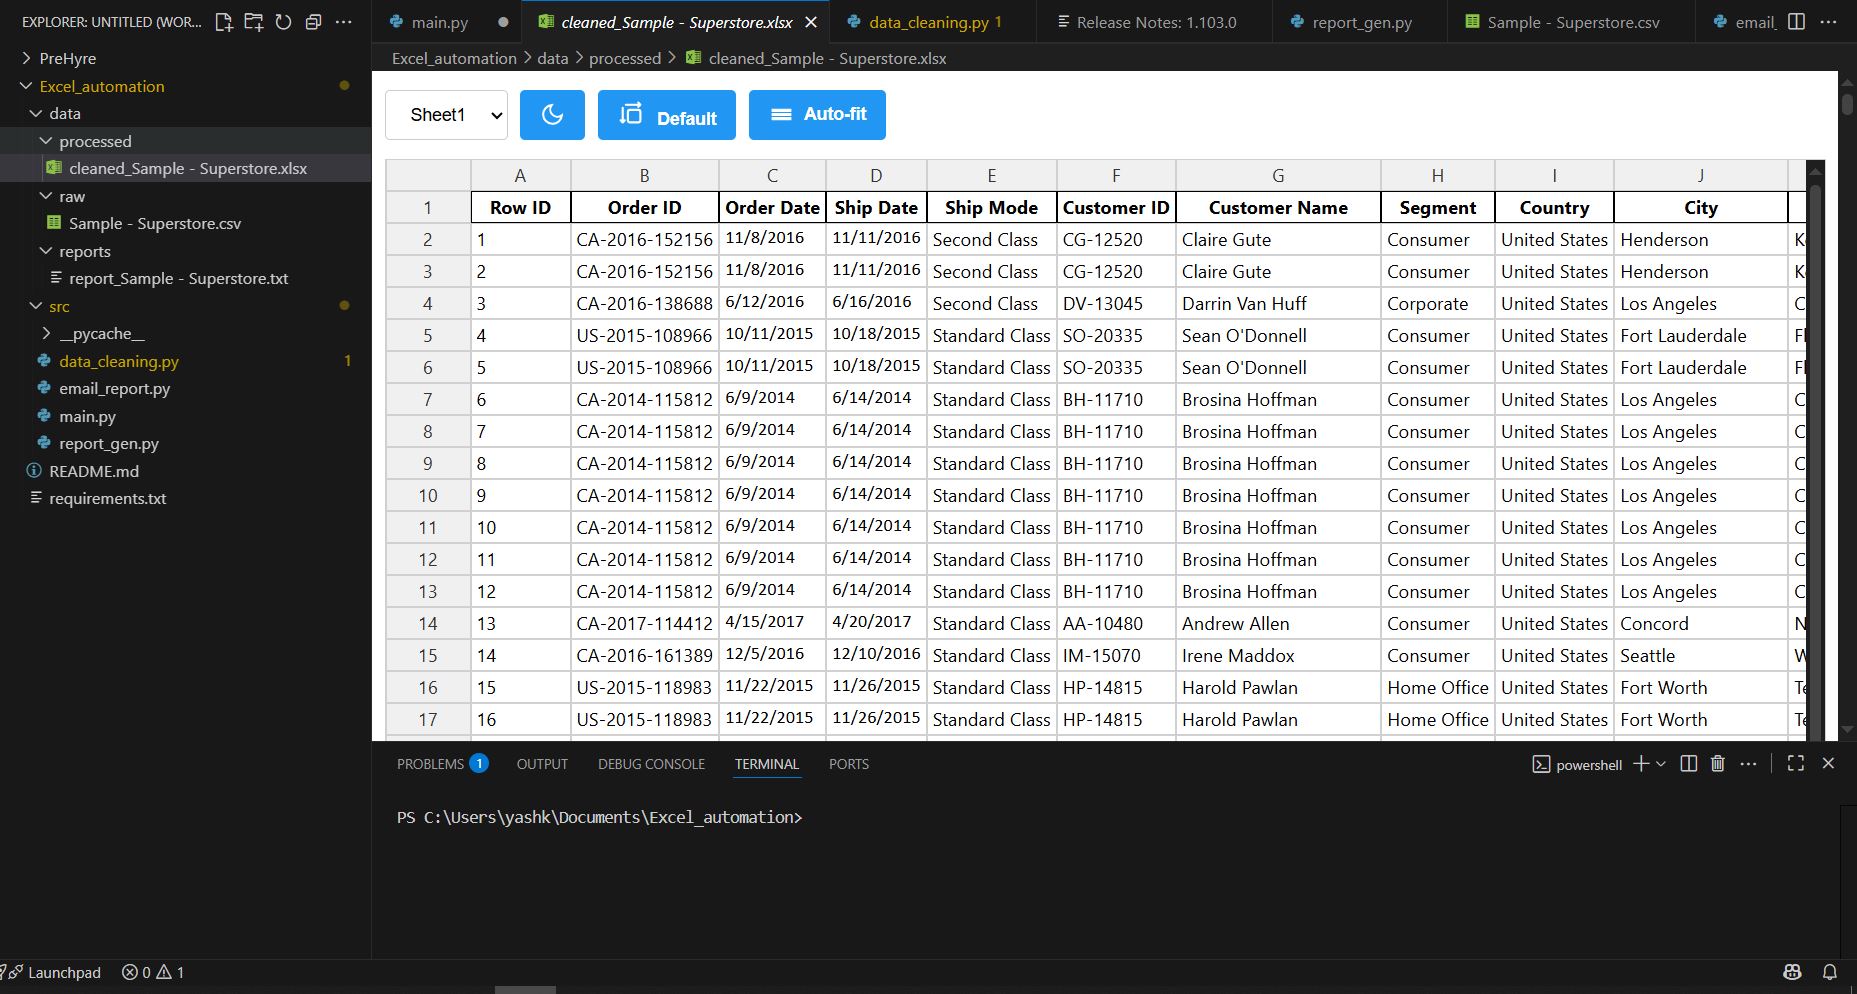 EXPLORER: UNTITLED (WOR...
PreHyre
Excel_automation
data
processed
cleaned_Sample - Superstore.xlsx
raw
Sample - Superstore.csv
reports
report_Sample - Superstore.txt
src
__pycache__
data_cleaning.py 1
email_report.py
main.py
report_gen.py
README.md
requirements.txt
main.py cleaned_Sample - Superstore.xlsx data_cleaning.py 1 Release Notes: 1.103.0 report_gen.py Sample - Superstore.csv email_
Excel_automation > data > processed > cleaned_Sample - Superstore.xlsx
Sheet1 Default Auto-fit
A B C D E F G H I J
1 Row ID Order ID Order Date Ship Date Ship Mode Customer ID Customer Name Segment Country City
2 1 CA-2016-152156 11/8/2016 11/11/2016 Second Class CG-12520 Claire Gute Consumer United States Henderson
3 2 CA-2016-152156 11/8/2016 11/11/2016 Second Class CG-12520 Claire Gute Consumer United States Henderson
4 3 CA-2016-138688 6/12/2016 6/16/2016 Second Class DV-13045 Darrin Van Huff Corporate United States Los Angeles
5 4 US-2015-108966 10/11/2015 10/18/2015 Standard Class SO-20335 Sean O'Donnell Consumer United States Fort Lauderdale
6 5 US-2015-108966 10/11/2015 10/18/2015 Standard Class SO-20335 Sean O'Donnell Consumer United States Fort Lauderdale
7 6 CA-2014-115812 6/9/2014 6/14/2014 Standard Class BH-11710 Brosina Hoffman Consumer United States Los Angeles
8 7 CA-2014-115812 6/9/2014 6/14/2014 Standard Class BH-11710 Brosina Hoffman Consumer United States Los Angeles
9 8 CA-2014-115812 6/9/2014 6/14/2014 Standard Class BH-11710 Brosina Hoffman Consumer United States Los Angeles
10 9 CA-2014-115812 6/9/2014 6/14/2014 Standard Class BH-11710 Brosina Hoffman Consumer United States Los Angeles
11 10 CA-2014-115812 6/9/2014 6/14/2014 Standard Class BH-11710 Brosina Hoffman Consumer United States Los Angeles
12 11 CA-2014-115812 6/9/2014 6/14/2014 Standard Class BH-11710 Brosina Hoffman Consumer United States Los Angeles
13 12 CA-2014-115812 6/9/2014 6/14/2014 Standard Class BH-11710 Brosina Hoffman Consumer United States Los Angeles
14 13 CA-2017-114412 4/15/2017 4/20/2017 Standard Class AA-10480 Andrew Allen Consumer United States Concord
15 14 CA-2016-161389 12/5/2016 12/10/2016 Standard Class IM-15070 Irene Maddox Consumer United States Seattle
16 15 US-2015-118983 11/22/2015 11/26/2015 Standard Class HP-14815 Harold Pawlan Home Office United States Fort Worth
17 16 US-2015-118983 11/22/2015 11/26/2015 Standard Class HP-14815 Harold Pawlan Home Office United States Fort Worth
PROBLEMS 1 OUTPUT DEBUG CONSOLE TERMINAL PORTS powershell
PS C:\Users\yashk\Documents\Excel_automation>
Launchpad 0 1